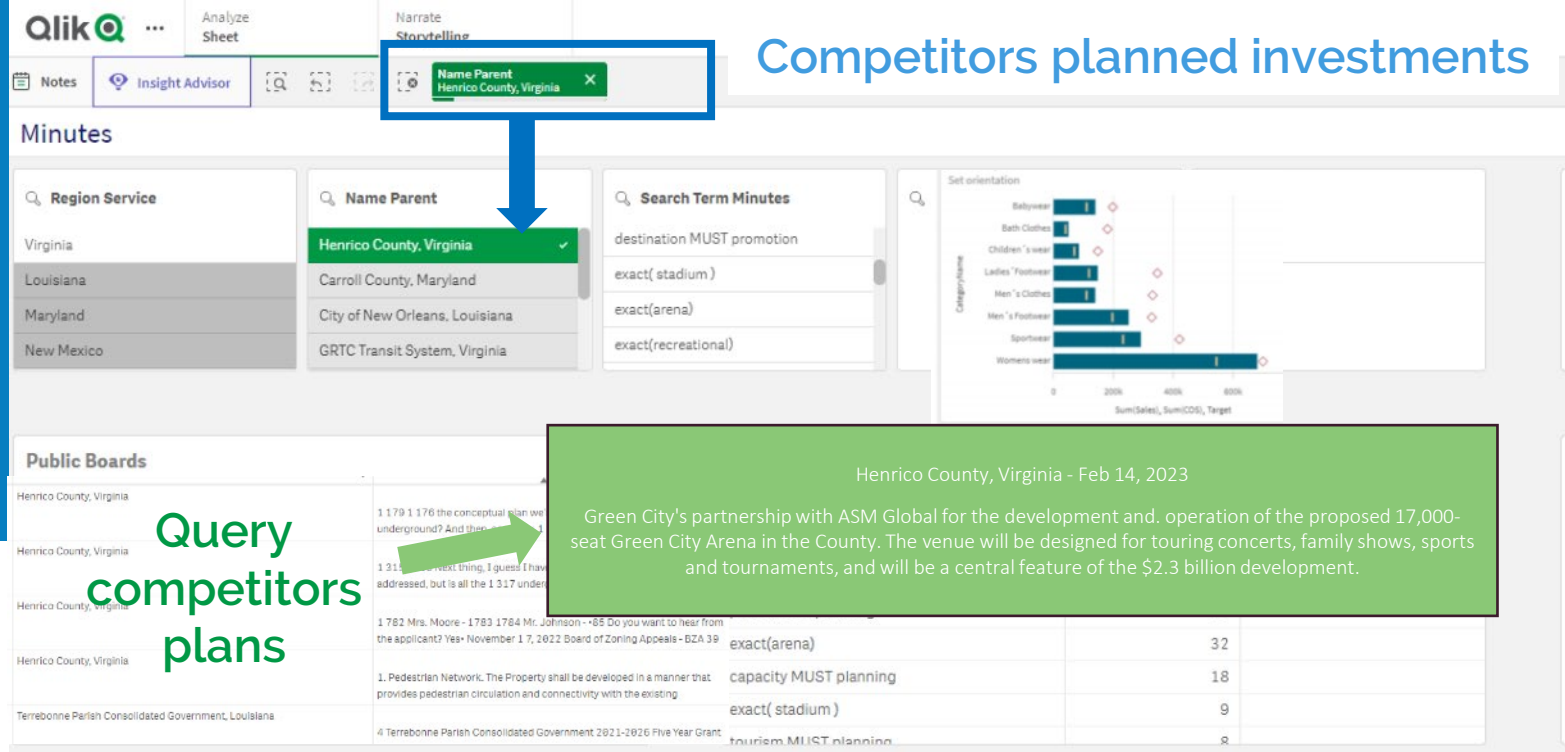 Qlik
Analyze
Sheet
Narrate
Storytelling
Competitors planned investments
Notes
Insight Advisor
Name Parent
Henrico County, Virginia
Minutes
Region Service
Virginia
Louisiana
Maryland
New Mexico
Name Parent
Henrico County, Virginia
Carroll County, Maryland
City of New Orleans, Louisiana
GRTC Transit System, Virginia
Search Term Minutes
destination MUST promotion
exact( stadium )
exact(arena)
exact(recreational)
Set orientation
CategoryName
Babywear
Bath Clothes
Children´s wear
Ladies´Footwear
Men´s Clothes
Men´s Footwear
Sportwear
Womens wear
0 200k 400k 600k
Sum(Sales), Sum(COS), Target
Public Boards
Henrico County, Virginia
1 179 1 176 the conceptual plan we
underground? And then
Henrico County, Virginia
1 315 Next thing, I guess I have
addressed, but is all the 1 317 under
Henrico County, Virginia
1 782 Mrs. Moore - 1783 1784 Mr. Johnson - •85 Do you want to hear from
the applicant? Yes• November 1 7, 2022 Board of Zoning Appeals - BZA 39
Henrico County, Virginia
1. Pedestrian Network. The Property shall be developed in a manner that
provides pedestrian circulation and connectivity with the existing
Terrebonne Parish Consolidated Government, Louisiana
4 Terrebonne Parish Consolidated Government 2021-2026 Five Year Grant
Query
competitors
plans
Henrico County, Virginia - Feb 14, 2023
Green City's partnership with ASM Global for the development and. operation of the proposed 17,000-
seat Green City Arena in the County. The venue will be designed for touring concerts, family shows, sports
and tournaments, and will be a central feature of the $2.3 billion development.
exact(arena) 32
capacity MUST planning 18
exact( stadium ) 9
tourism MUST planning 8